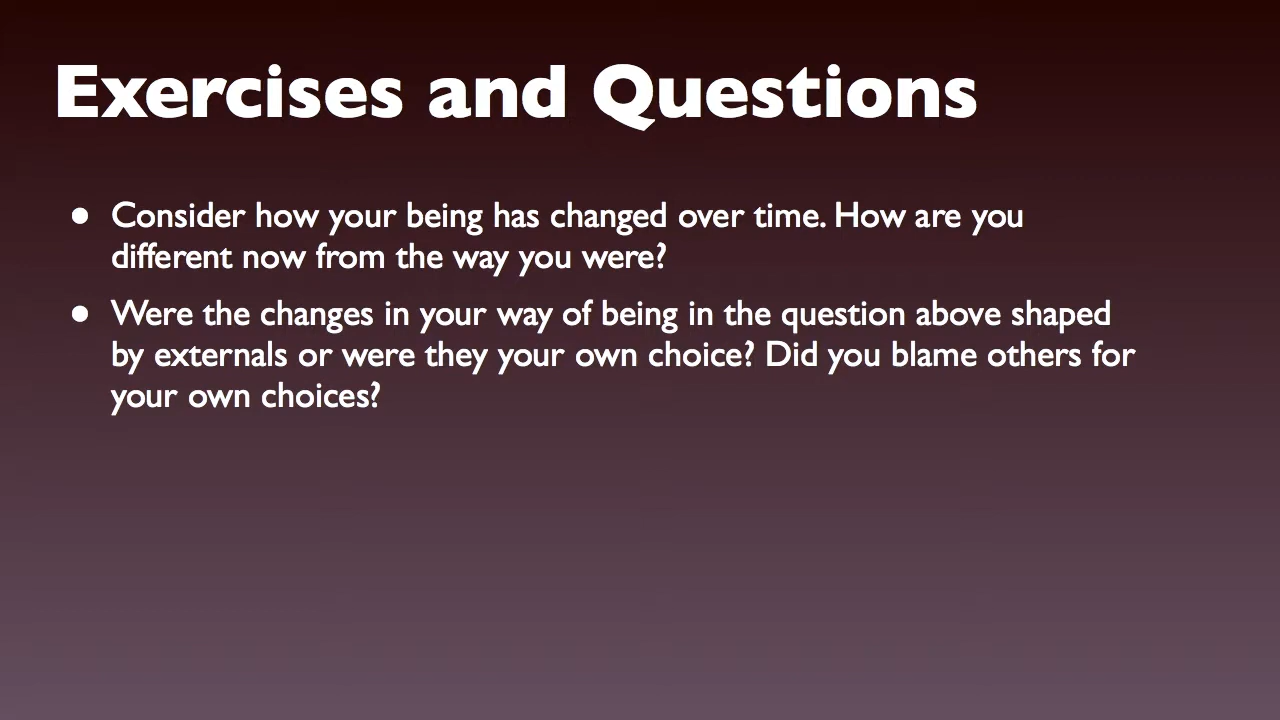 Exercises and Questions
• Consider how your being has changed over time. How are you
different now from the way you were?
• Were the changes in your way of being in the question above shaped
by externals or were they your own choice? Did you blame others for
your own choices?